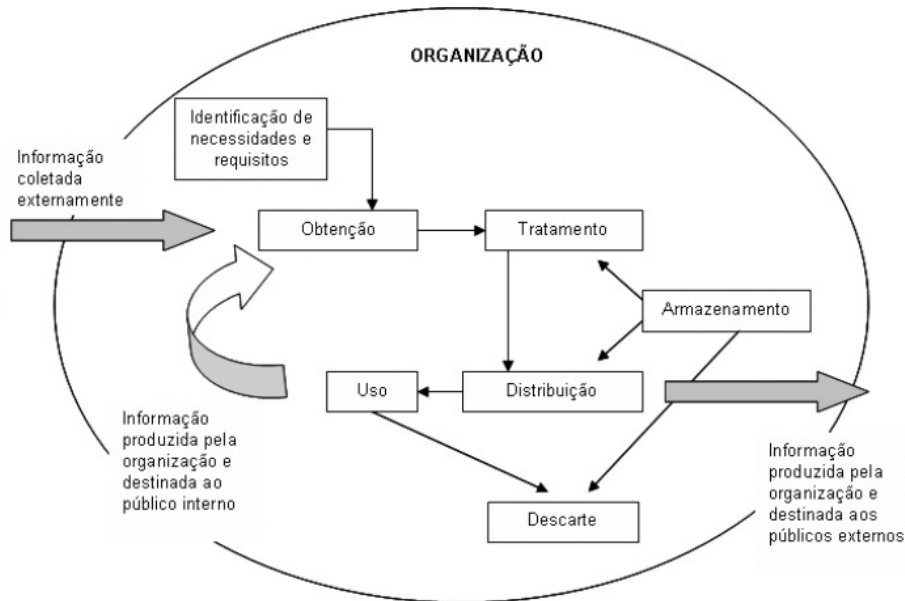 ORGANIZAÇÃO
Identificação de
necessidades e
requisitos
Informação
coletada
externamente
Obtenção
Tratamento
Armazenamento
Uso
Distribuição
Informação
produzida pela
organização e
destinada ao
público interno
Informação
produzida pela
organização e
destinada aos
públicos externos
Descarte